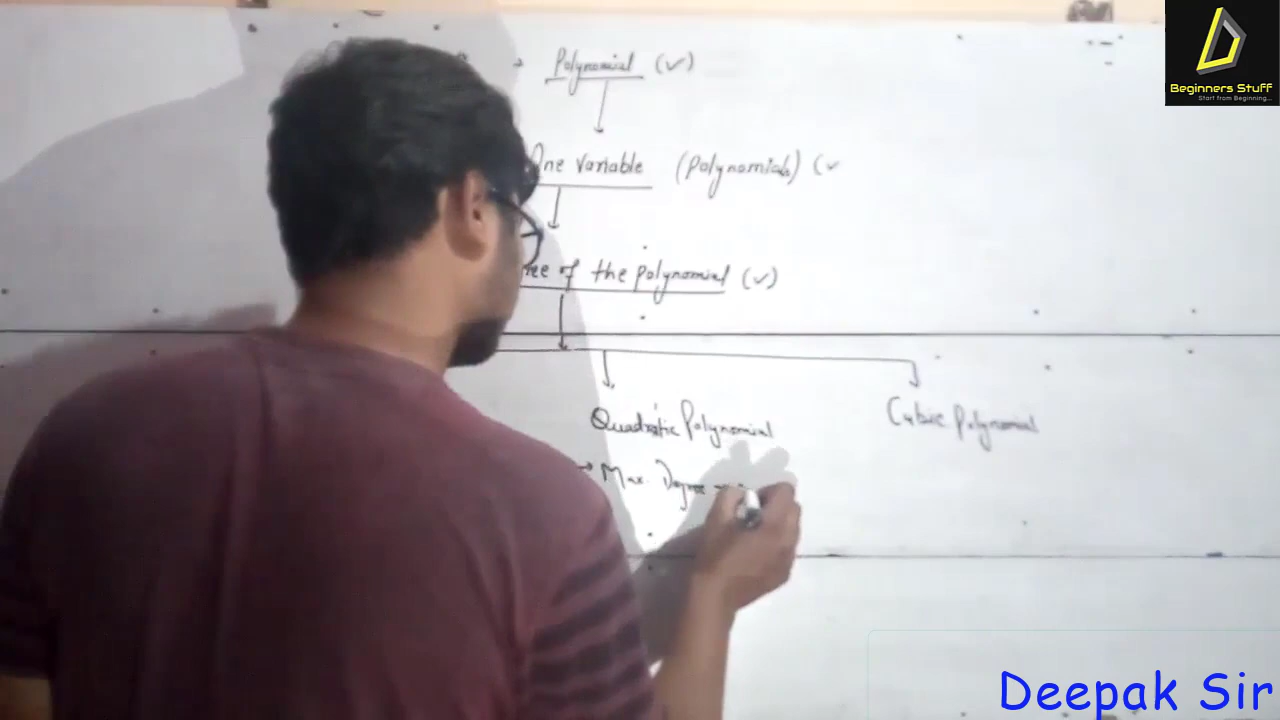 Polynomial (✓)
Beginners Stuff
Start from Beginning...
One variable (Polynomials) (✓
of the polynomial (✓)
Quadratic Polynomial
Cubic Polynomial
→ Max. Degree
Deepak Sir